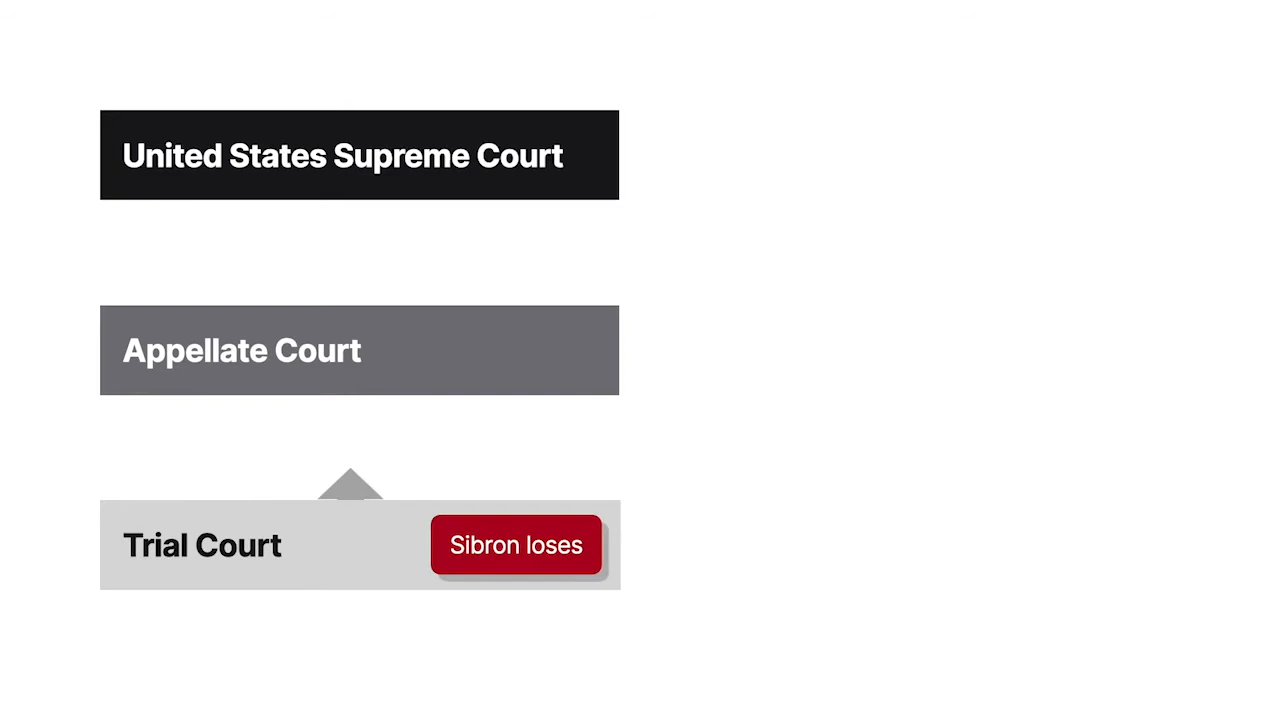 United States Supreme Court
Appellate Court
Trial Court
Sibron loses